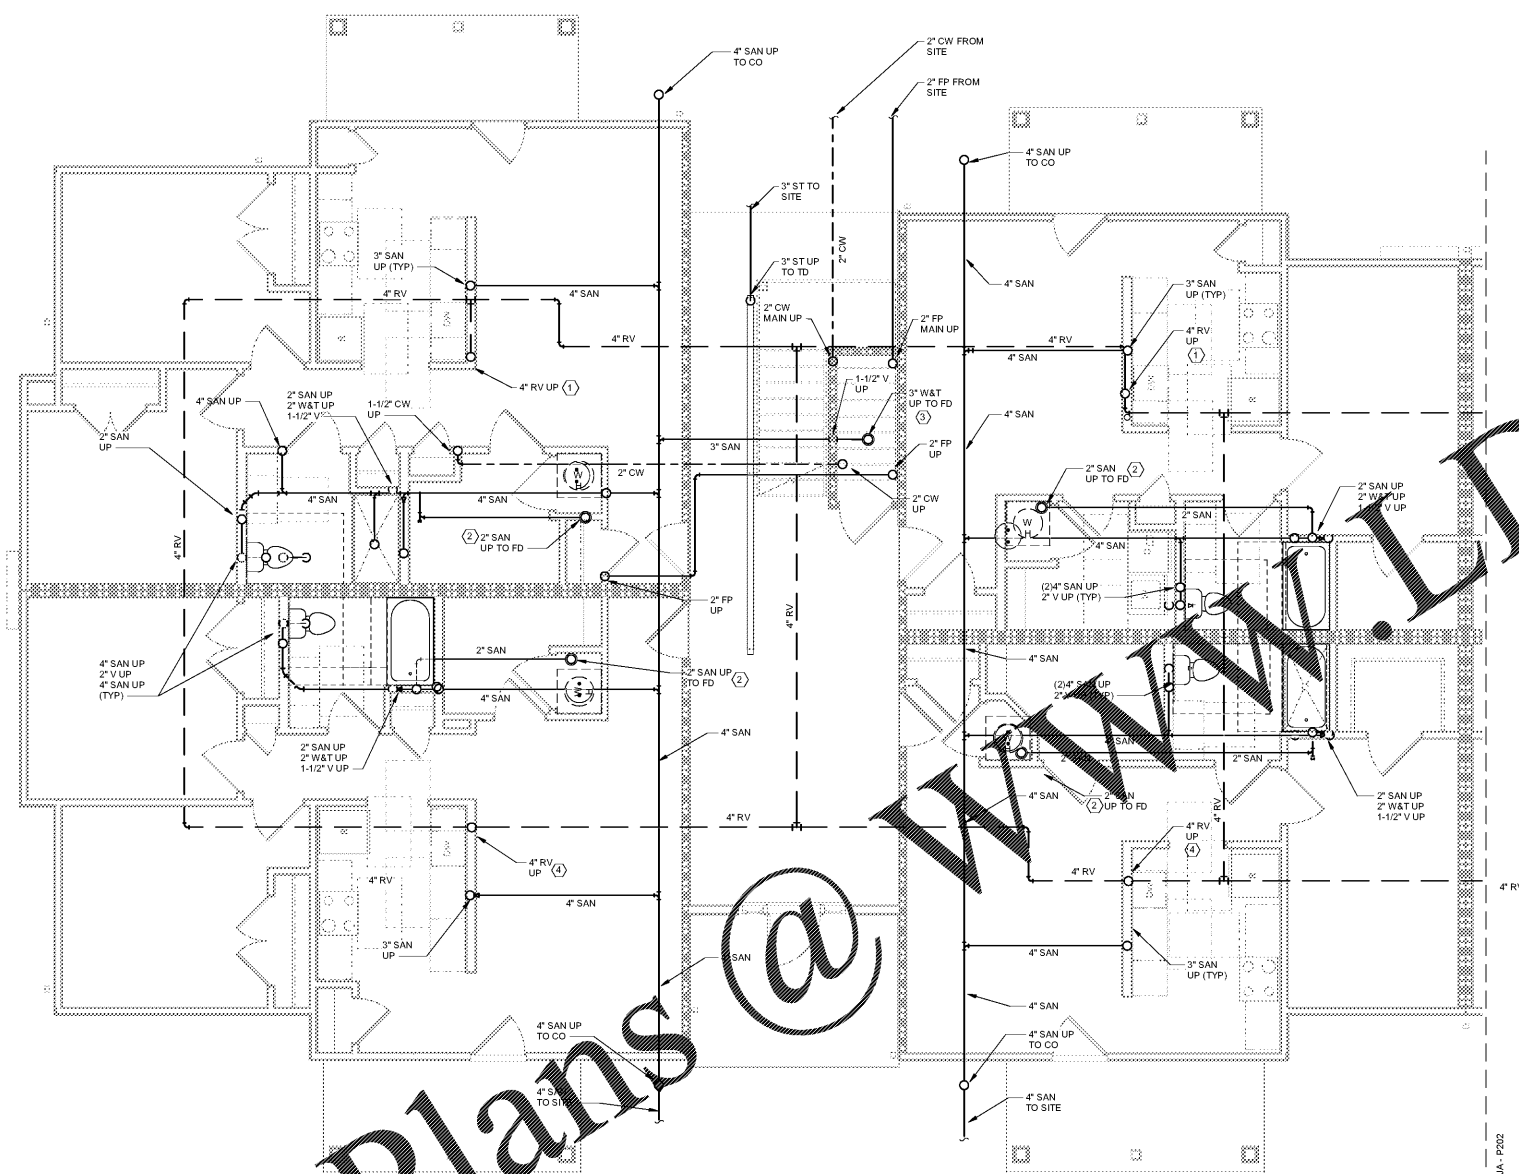 4" SAN UP
TO CO
2" CW FROM
SITE
2" FP FROM
SITE
4" SAN UP
TO CO
3" ST TO
SITE
2" CW
3" SAN
UP (TYP)
3" ST UP
TO TD
4" SAN
3" SAN
UP (TYP)
4" RV
4" SAN
2" CW
MAIN UP
2" FP
MAIN UP
4" RV
UP
1
4" RV
4" RV
4" SAN
4" RV UP
1
1-1/2" V
UP
3" W&T
UP TO FD
3
4" SAN UP
2" SAN UP
2" W&T UP
1-1/2" V
1-1/2" CW
UP
4" SAN
2" SAN
UP
3" SAN
2" FP
UP
2" CW
2" SAN
UP TO FD
2
2" SAN UP
2" W&T UP
4" SAN
4" SAN
2" CW
UP
2" SAN
2
2" SAN
UP TO FD
4" RV
4" SAN
(2)4" SAN UP
2" V UP (TYP)
2" FP
UP
4" RV
2" SAN
4" SAN
4" SAN UP
2" V UP
4" SAN UP
(TYP)
2" SAN UP
TO FD
2
4" SAN
(2)4" SAN UP
4" SAN
2" SAN UP
2" W&T UP
1-1/2" V UP
2" SAN
4" SAN
2
UP TO FD
2" SAN UP
2" W&T UP
1-1/2" V UP
4" RV
4" RV
4" RV
UP
4
4" RV
UP
4
4" RV
4" RV
4" RV
4" SAN
3" SAN
UP
4" SAN
3" SAN
UP (TYP)
4" SAN
4" SAN UP
TO CO
4" SAN UP
TO CO
4" SAN
TO SITE
Plans @ WWW.
UA - P202